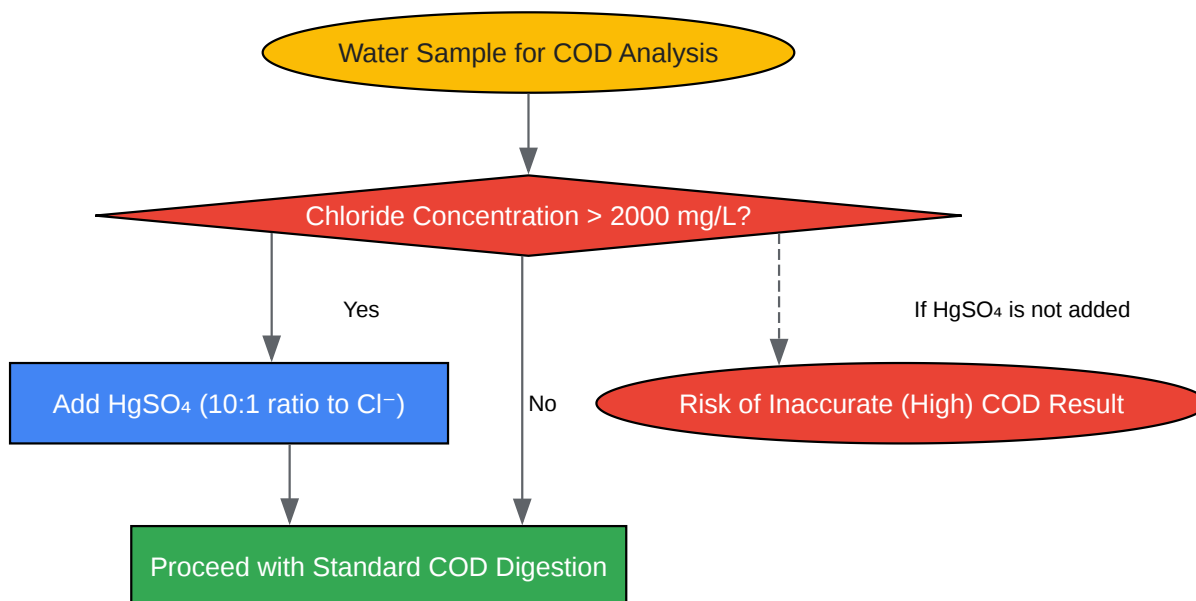 Water Sample for COD Analysis
Chloride Concentration > 2000 mg/L?
Yes
If HgSO₄ is not added
Add HgSO₄ (10:1 ratio to Cl⁻)
No
Risk of Inaccurate (High) COD Result
Proceed with Standard COD Digestion